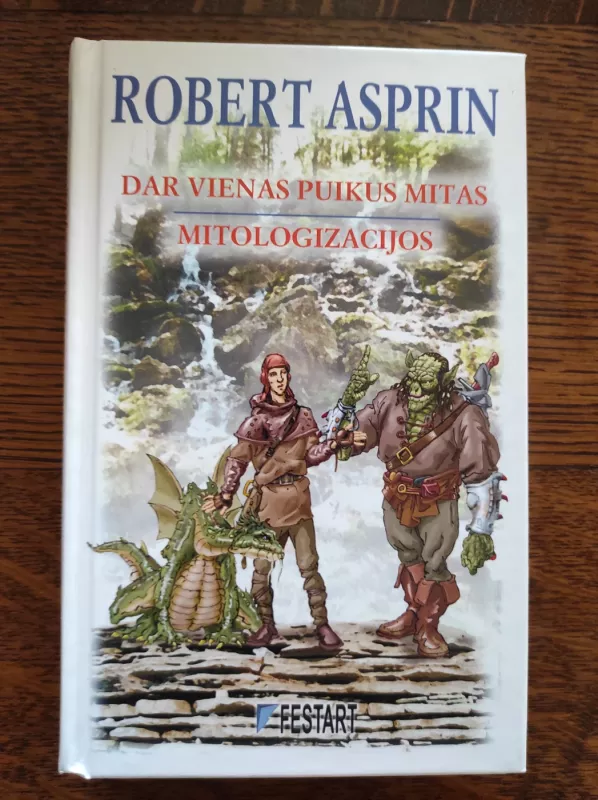 ROBERT ASPRIN
DAR VIENAS PUIKUS MITAS
MITOLOGIZACIJOS
FESTART